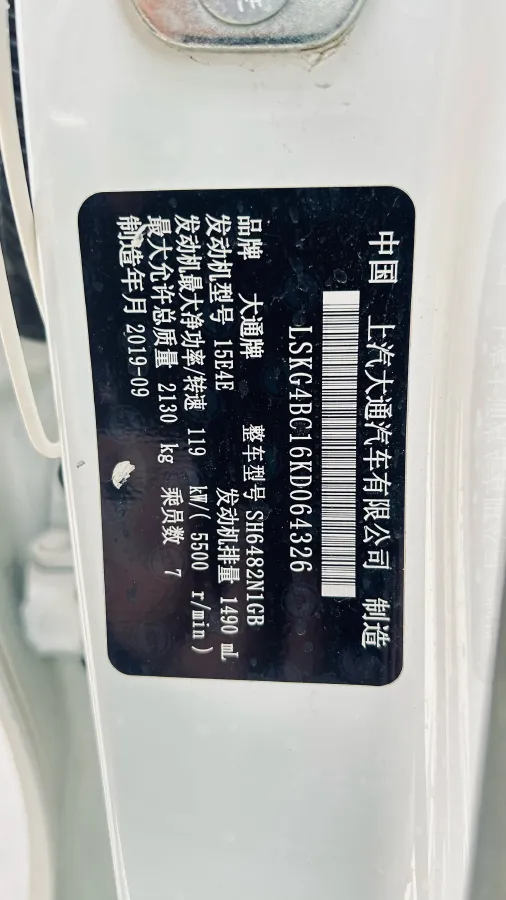 中国 上汽大通汽车有限公司 制造
LSKG4BC16KD064326
品牌 大通牌 整车型号 SH6482N1GB
发动机型号 15E4E 发动机排量 1490 mL
发动机最大净功率/转速 119 kW/( 5500 r/min )
最大允许总质量 2130 kg 乘员数 7
制造年月 2019-09